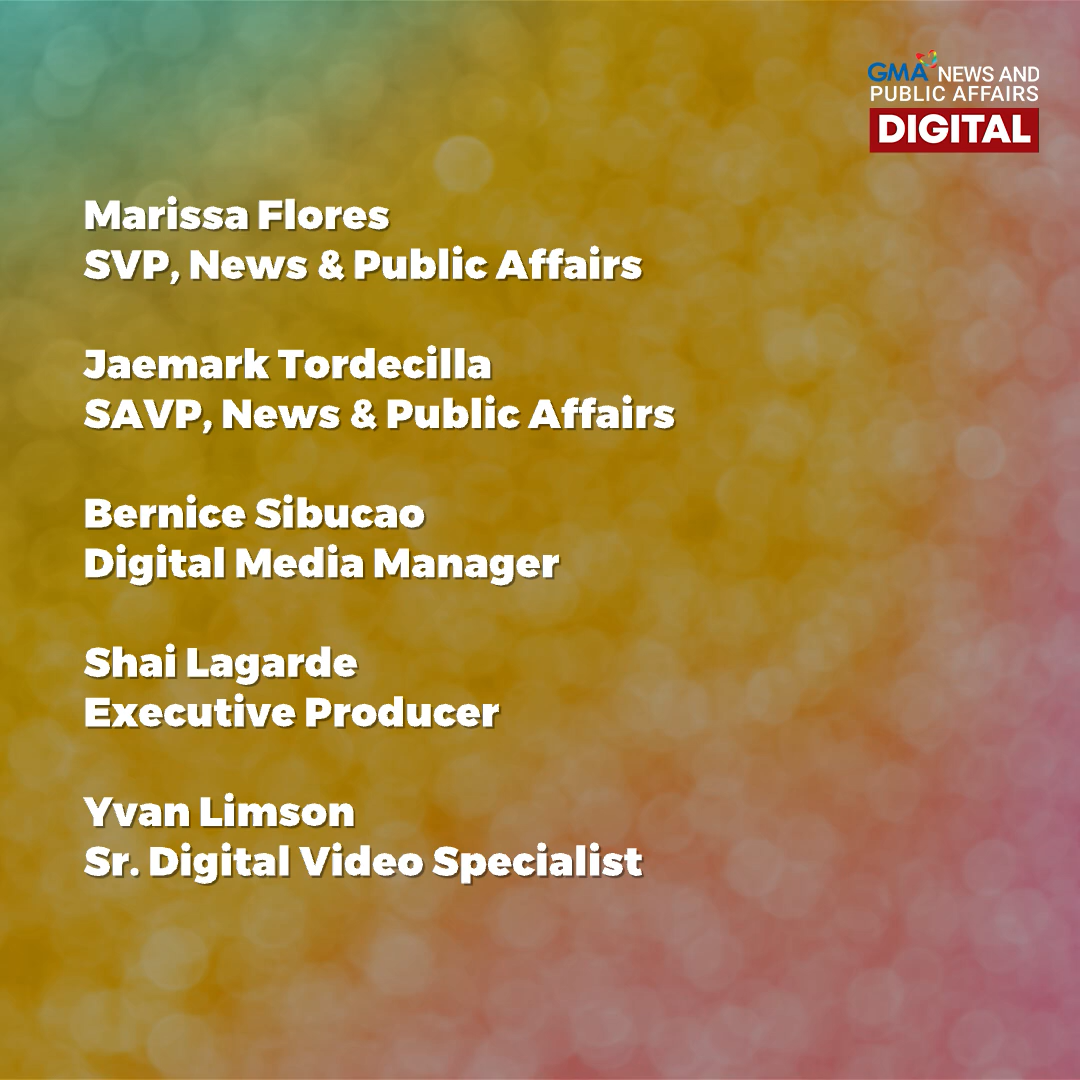 GMA NEWS AND
PUBLIC AFFAIRS
DIGITAL
Marissa Flores
SVP, News & Public Affairs
Jaemark Tordecilla
SAVP, News & Public Affairs
Bernice Sibucao
Digital Media Manager
Shai Lagarde
Executive Producer
Yvan Limson
Sr. Digital Video Specialist